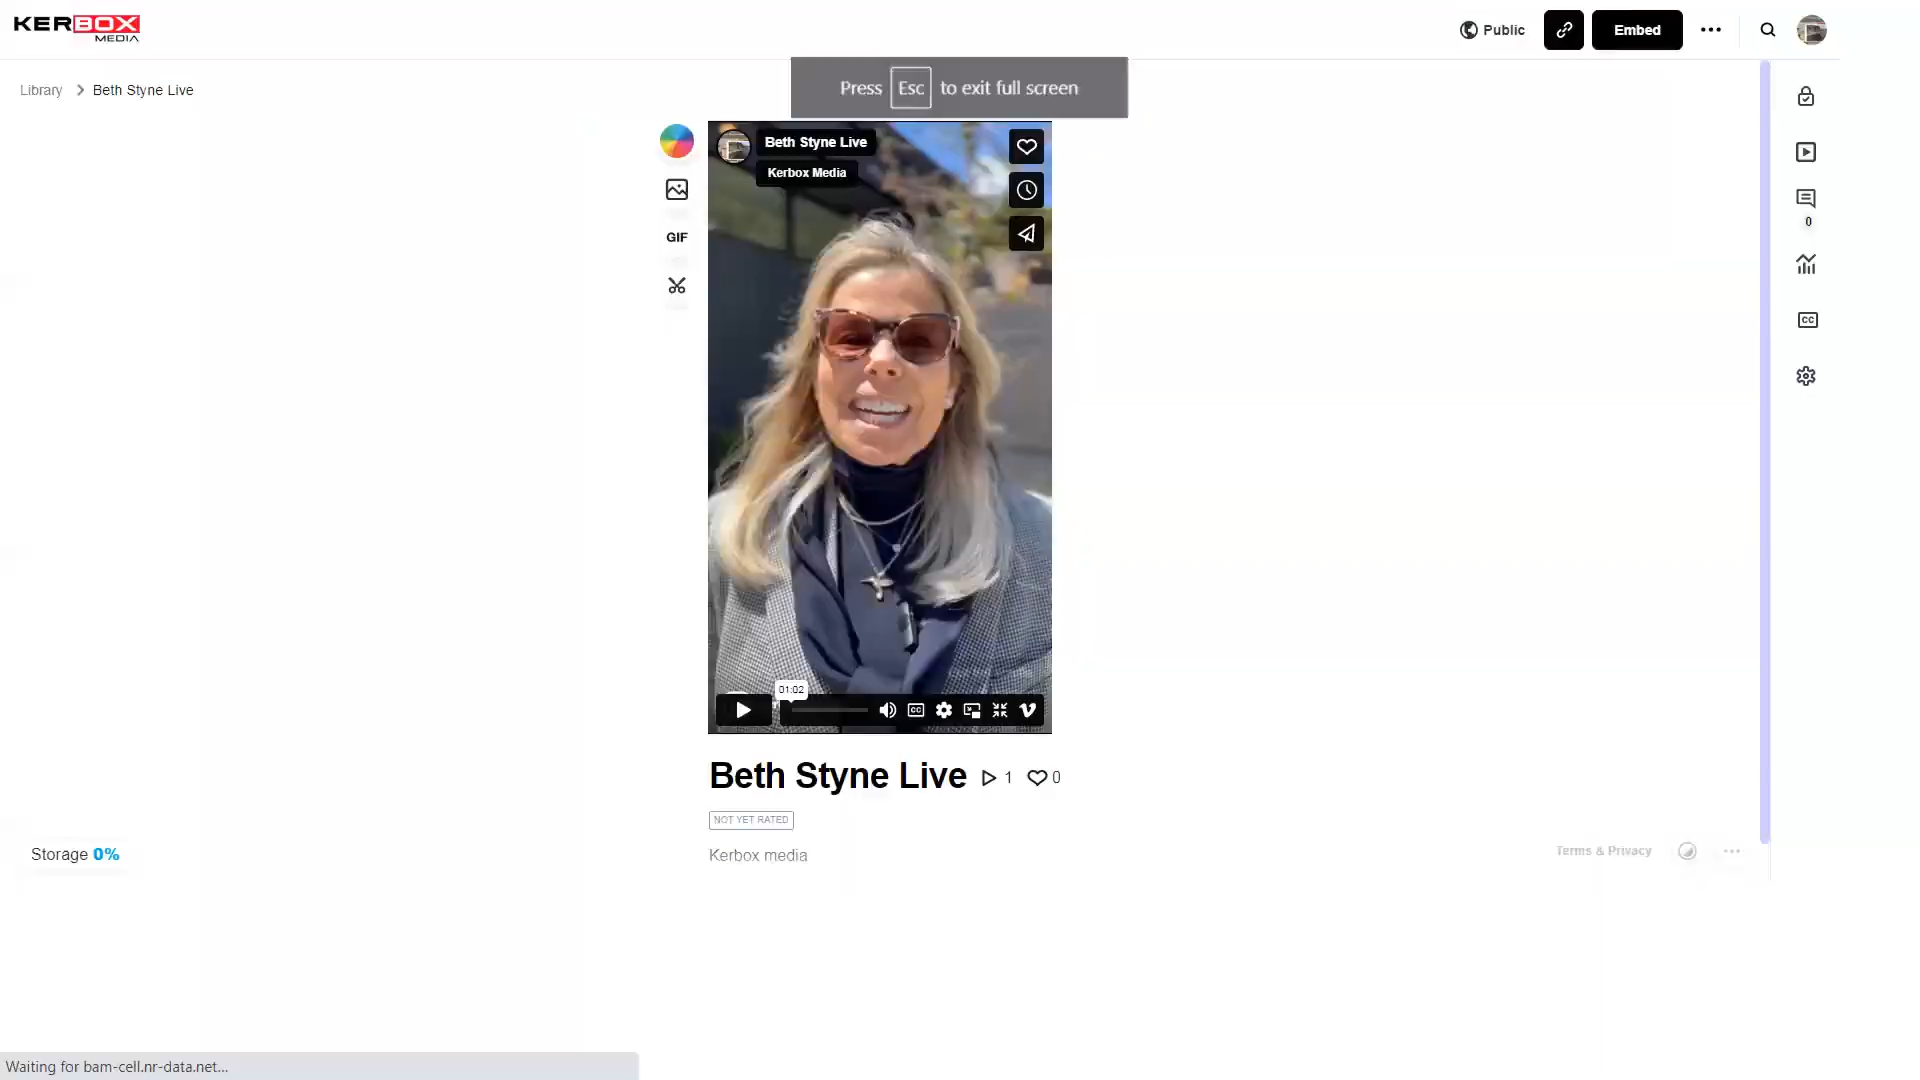 KERBOX
MEDIA
Public
Embed
Library
Beth Styne Live
Press Esc to exit full screen
Beth Styne Live
Kerbox Media
GIF
0
CC
01:02
CC
Beth Styne Live
1
0
NOT YET RATED
Kerbox media
Storage 0%
Terms & Privacy
Waiting for bam-cell.nr-data.net...